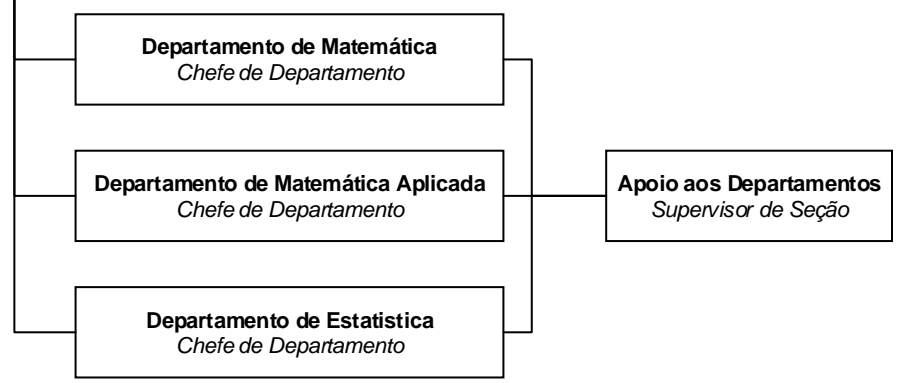 Departamento de Matemática
Chefe de Departamento
Departamento de Matemática Aplicada
Chefe de Departamento
Apoio aos Departamentos
Supervisor de Seção
Departamento de Estatistica
Chefe de Departamento